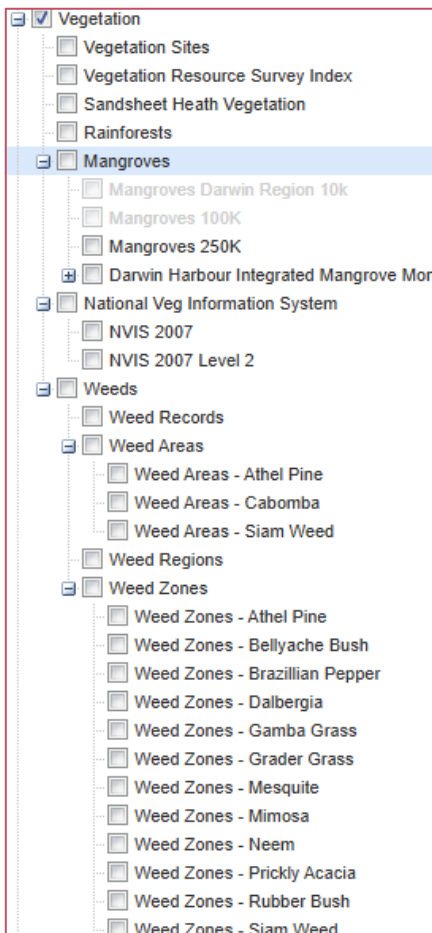 Vegetation
Vegetation Sites
Vegetation Resource Survey Index
Sandsheet Heath Vegetation
Rainforests
Mangroves
Mangroves Darwin Region 10k
Mangroves 100K
Mangroves 250K
Darwin Harbour Integrated Mangrove Mor
National Veg Information System
NVIS 2007
NVIS 2007 Level 2
Weeds
Weed Records
Weed Areas
Weed Areas - Athel Pine
Weed Areas - Cabomba
Weed Areas - Siam Weed
Weed Regions
Weed Zones
Weed Zones - Athel Pine
Weed Zones - Bellyache Bush
Weed Zones - Brazillian Pepper
Weed Zones - Dalbergia
Weed Zones - Gamba Grass
Weed Zones - Grader Grass
Weed Zones - Mesquite
Weed Zones - Mimosa
Weed Zones - Neem
Weed Zones - Prickly Acacia
Weed Zones - Rubber Bush
Weed Zones - Siam Weed